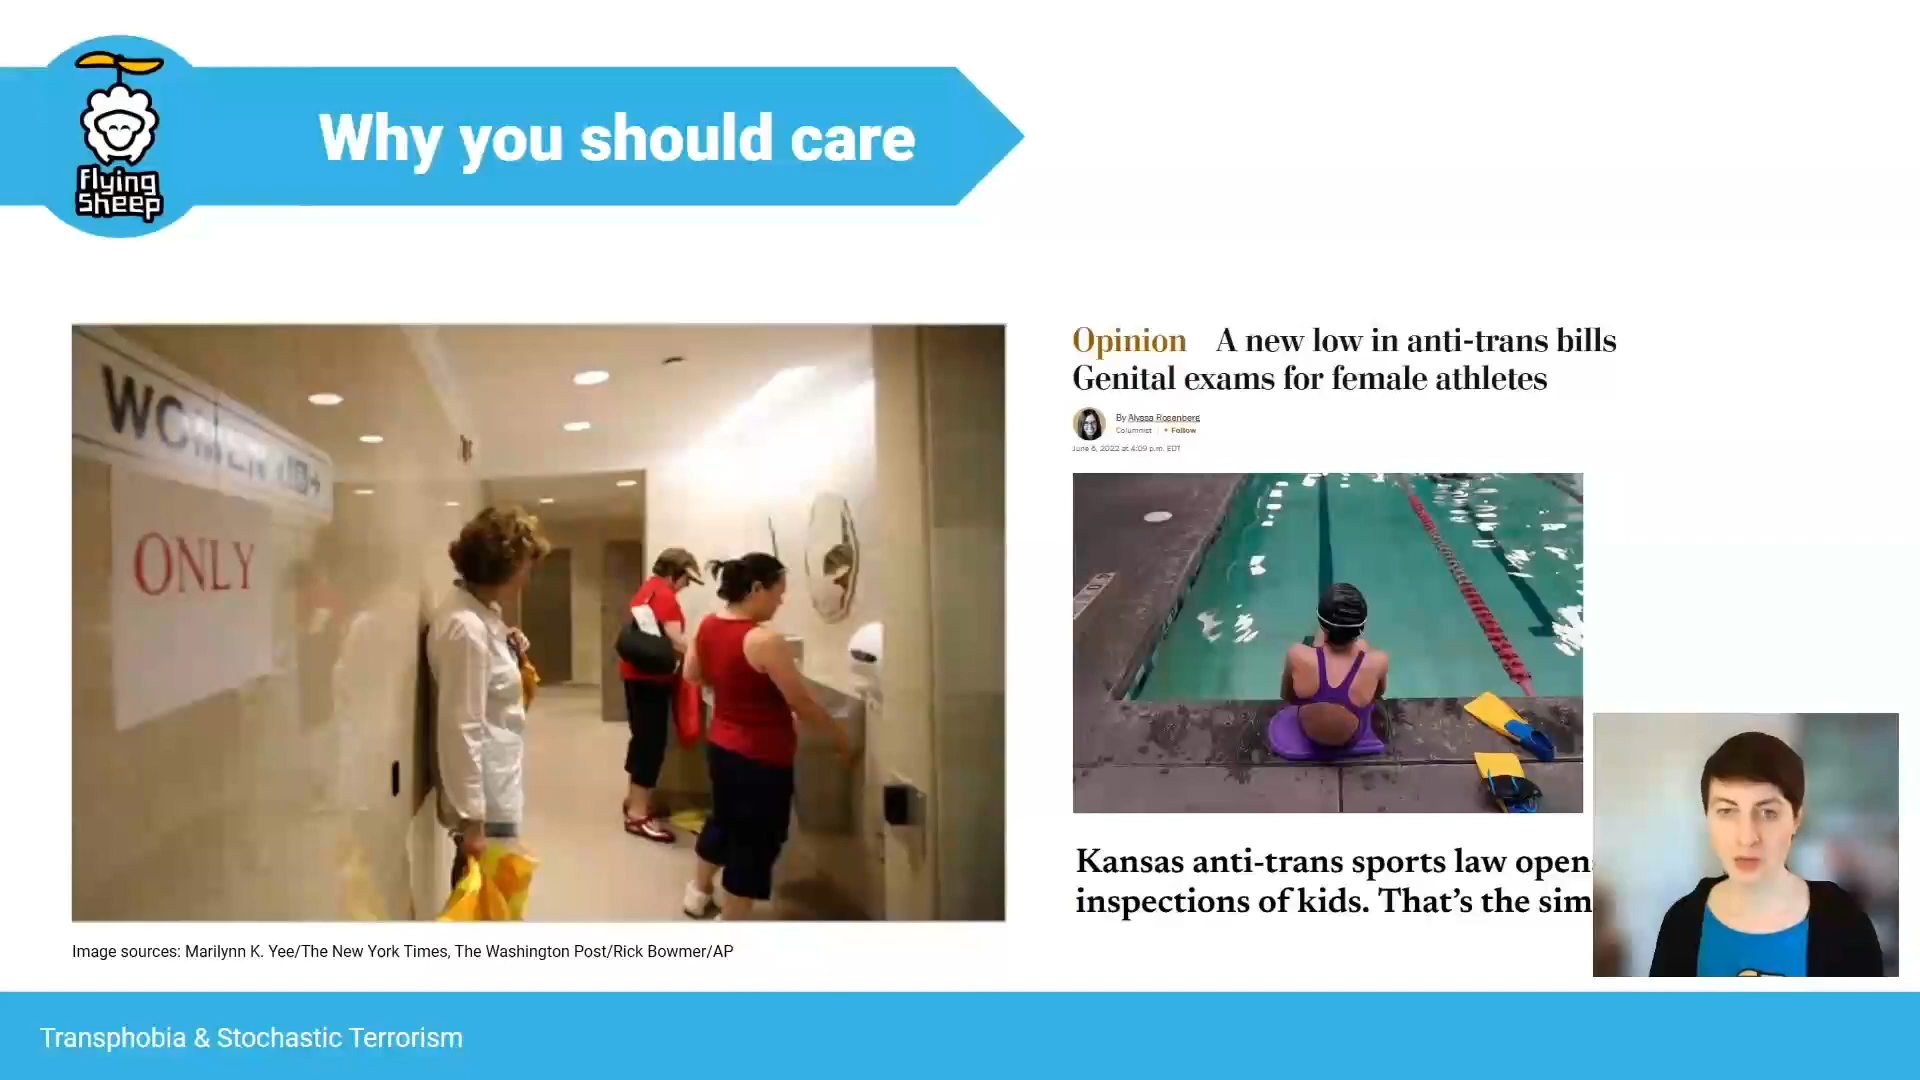 Flying
Sheep
Why you should care
WOMEN
ONLY
Opinion A new low in anti-trans bills
Genital exams for female athletes
By Alyssa Rosenberg
Columnist + Follow
June 6, 2022 at 4:09 p.m. EDT
Kansas anti-trans sports law open
inspections of kids. That's the sim
Image sources: Marilynn K. Yee/The New York Times, The Washington Post/Rick Bowmer/AP
Transphobia & Stochastic Terrorism